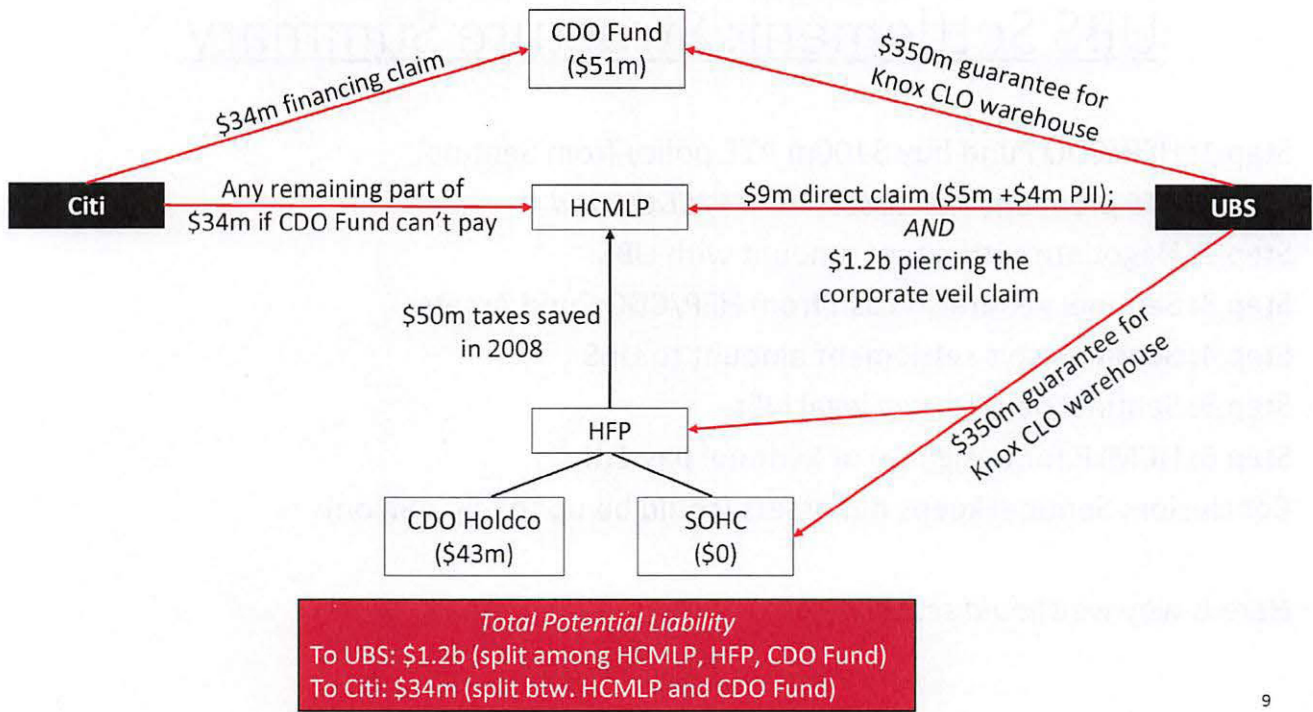 CDO Fund
($51m)
$34m financing claim
$350m guarantee for
Knox CLO warehouse
Citi
Any remaining part of
$34m if CDO Fund can't pay
HCMLP
$9m direct claim ($5m +$4m PJI);
AND
$1.2b piercing the
corporate veil claim
UBS
$50m taxes saved
in 2008
$350m guarantee for
Knox CLO warehouse
HFP
CDO Holdco
($43m)
SOHC
($0)
Total Potential Liability
To UBS: $1.2b (split among HCMLP, HFP, CDO Fund)
To Citi: $34m (split btw. HCMLP and CDO Fund)
9